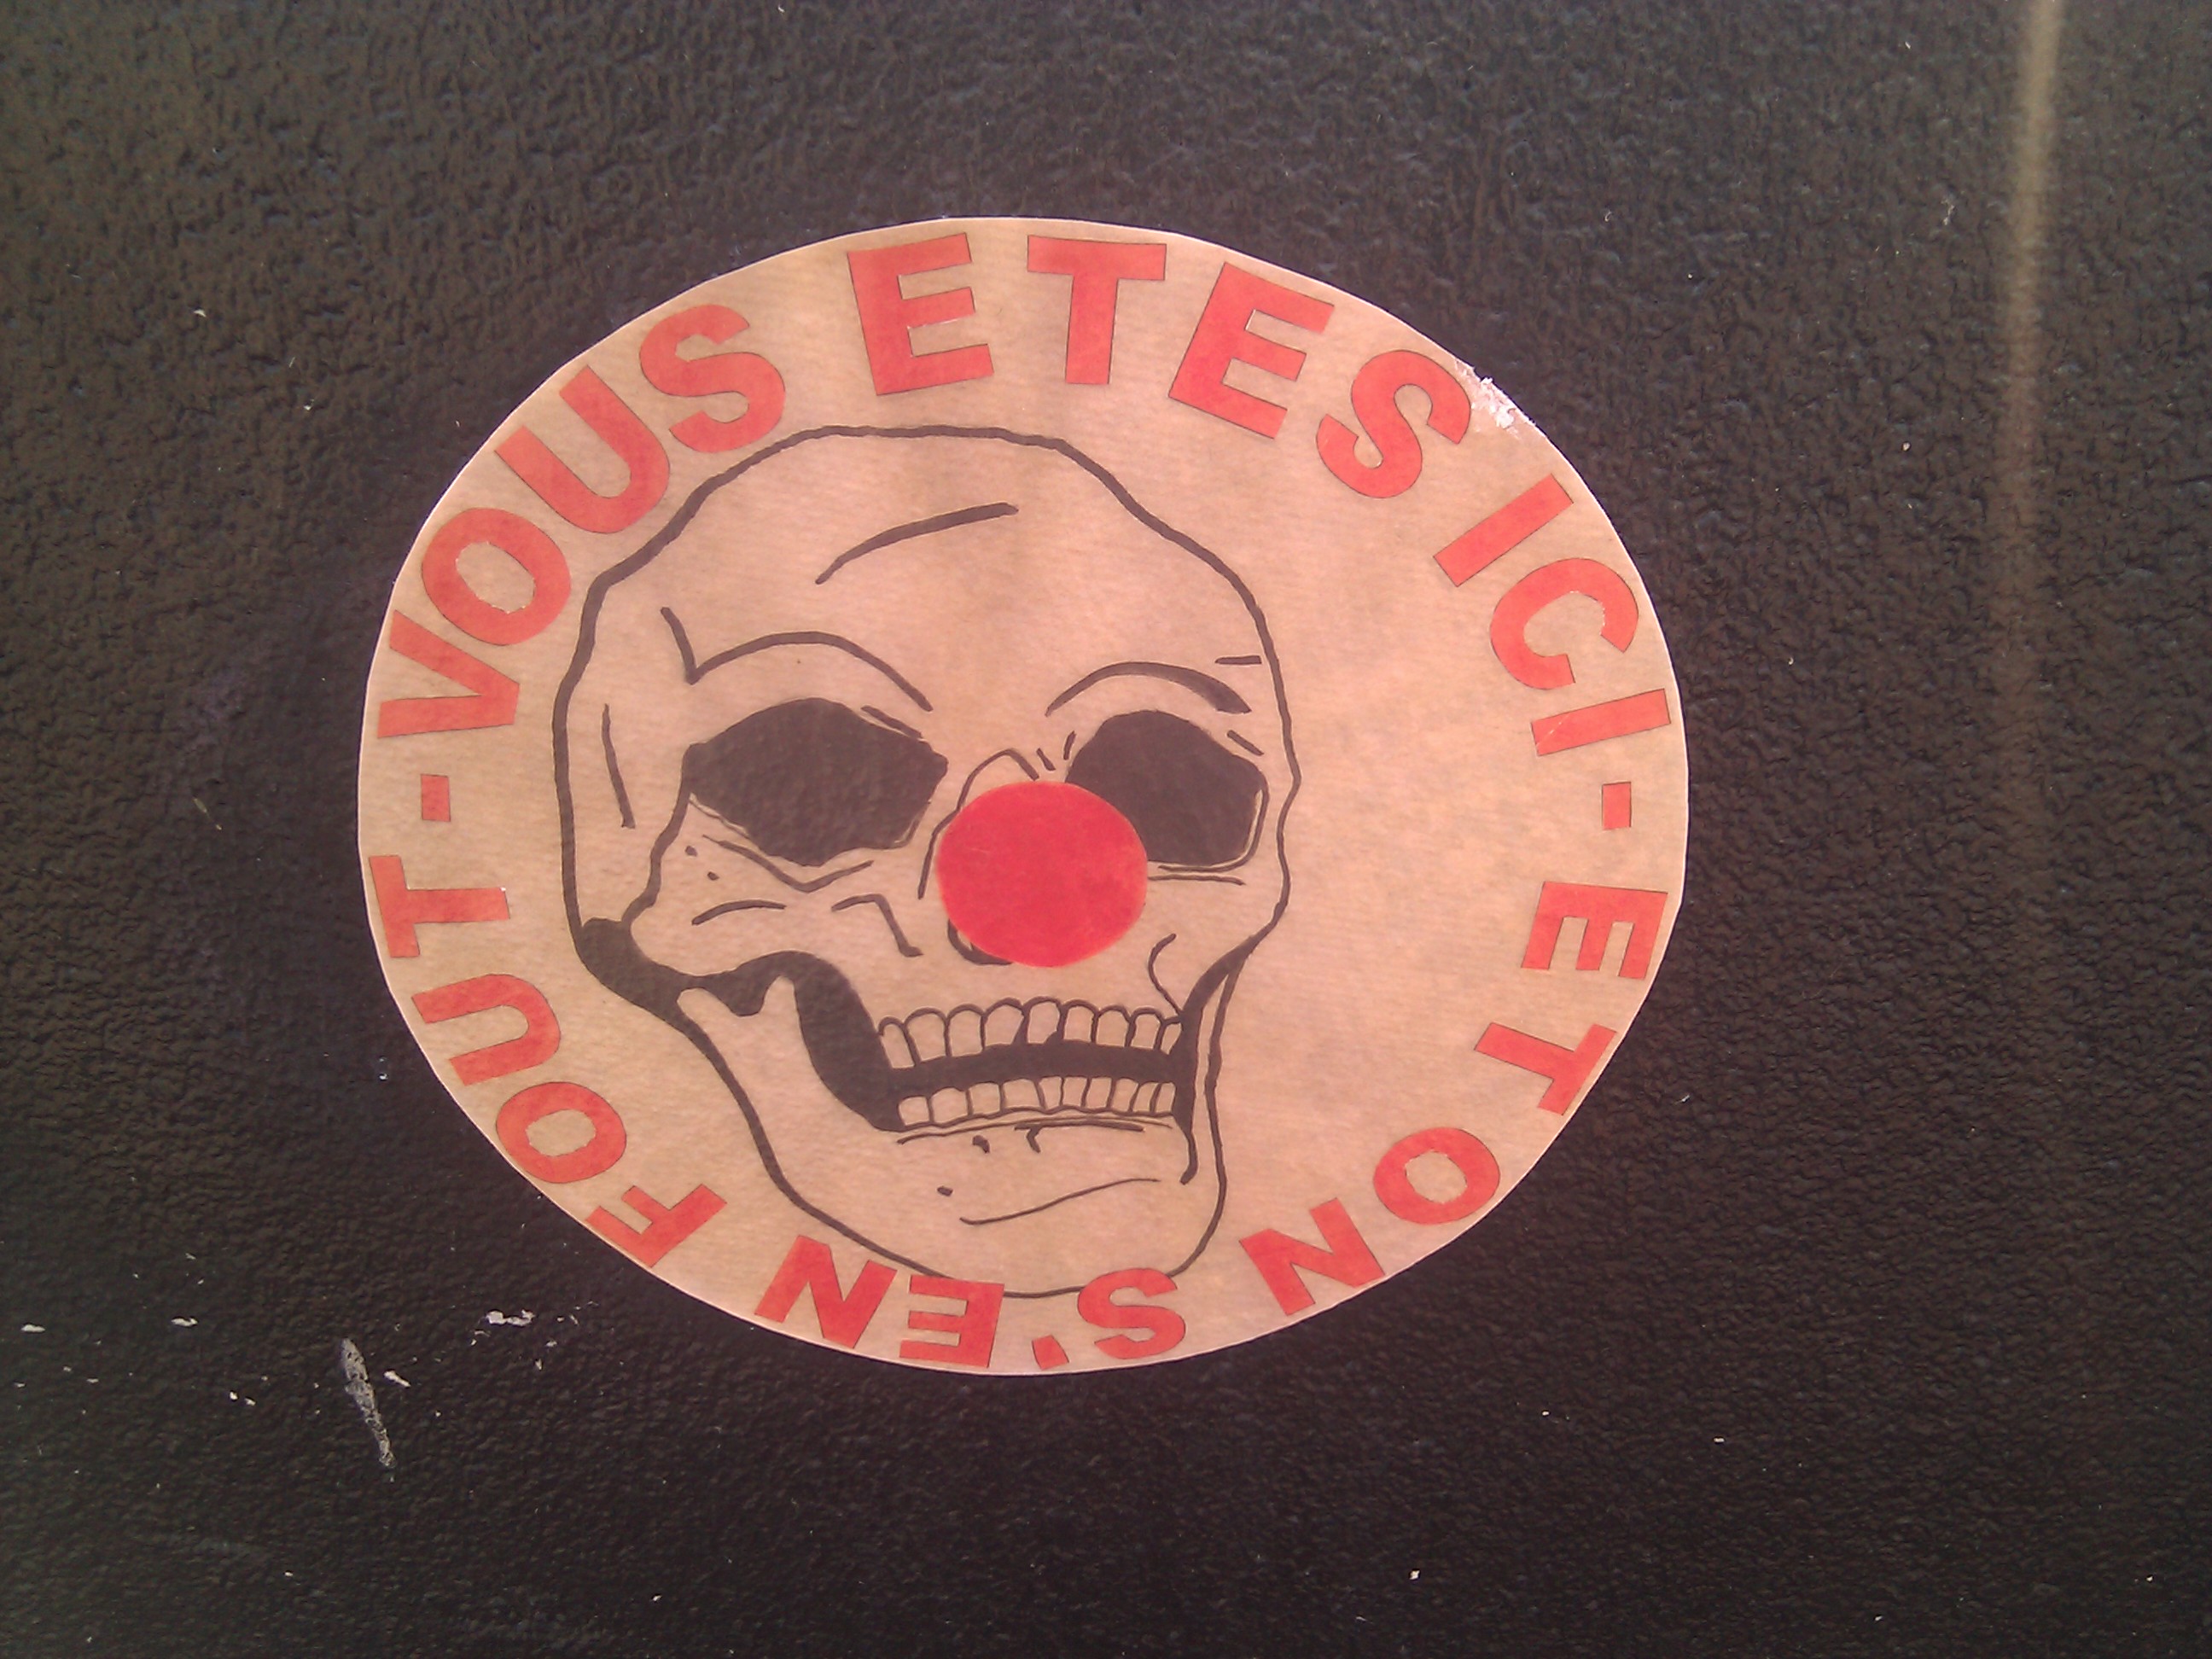 VOUS ETES ICI - ET ON S'EN FOUT -